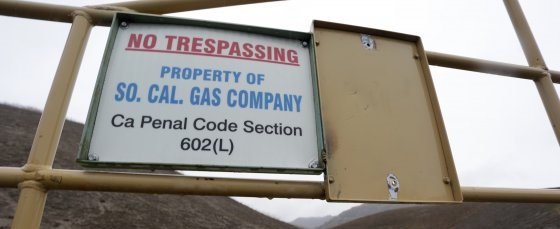 NO TRESPASSING
PROPERTY OF
SO. CAL. GAS COMPANY
Ca Penal Code Section
602(L)